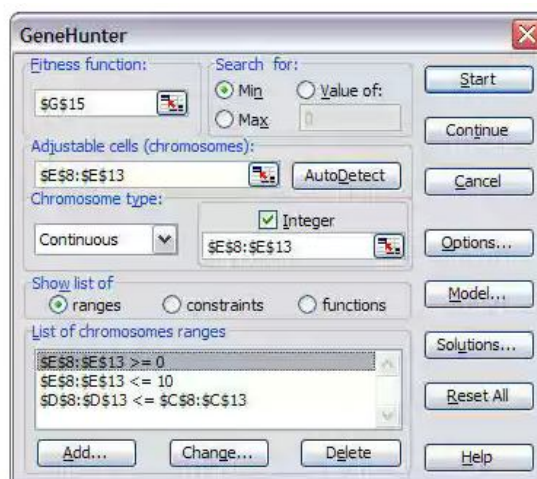 GeneHunter
Fitness function:
$G$15
Search for:
Min
Value of:
Max
0
Start
Continue
Adjustable cells (chromosomes):
$E$8:$E$13
AutoDetect
Cancel
Chromosome type:
Continuous
Integer
$E$8:$E$13
Options...
Show list of
ranges
constraints
functions
Model...
List of chromosomes ranges
$E$8:$E$13 >= 0
$E$8:$E$13 <= 10
$D$8:$D$13 <= $C$8:$C$13
Solutions...
Reset All
Add...
Change...
Delete
Help